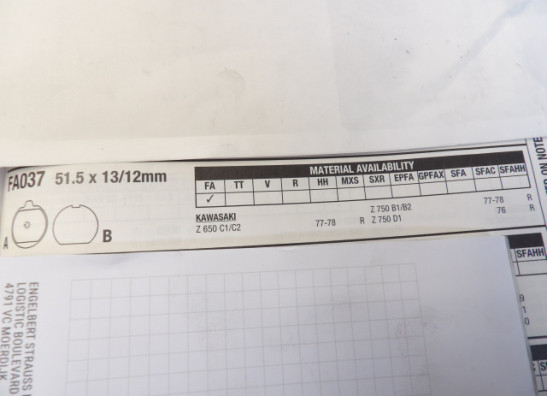 FA037 51.5 x 13/12mm
MATERIAL AVAILABILITY
FA TT V R HH MXS SXR EPFA GPFAX SFA SFAC SFAHH
✓
KAWASAKI
Z 650 C1/C2 77-78 R
Z 750 B1/B2 77-78 R
Z 750 D1 76 R
A B
ON NOTE
SFAHH
ENGELBERT STRAUSS
LOGISTIC BOULEVARD
4791 VC MOERDIJK